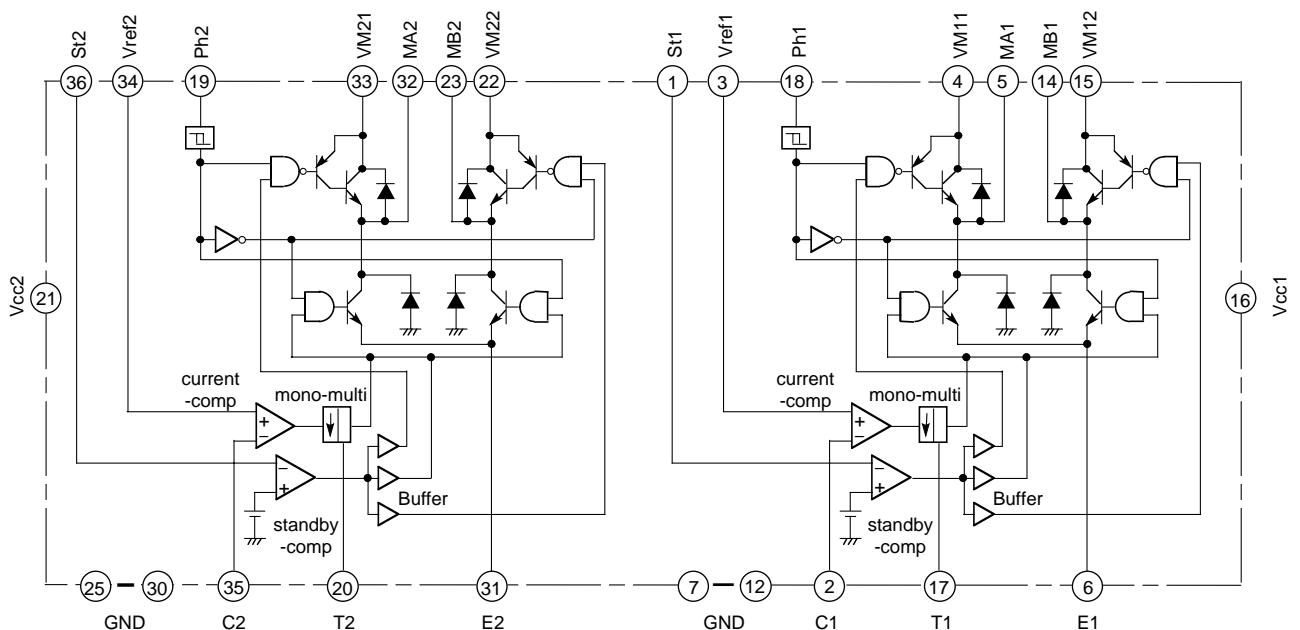 St2
Vref2
Ph2
VM21
MA2
MB2
VM22
St1
Vref1
Ph1
VM11
MA1
MB1
VM12
36
34
19
33
32
23
22
1
3
18
4
5
14
15
Vcc2
21
16
Vcc1
current
-comp
mono-multi
+
−
−
+
Buffer
standby
-comp
current
-comp
mono-multi
+
−
−
+
Buffer
standby
-comp
25 – 30
35
20
31
7 – 12
2
17
6
GND
C2
T2
E2
GND
C1
T1
E1